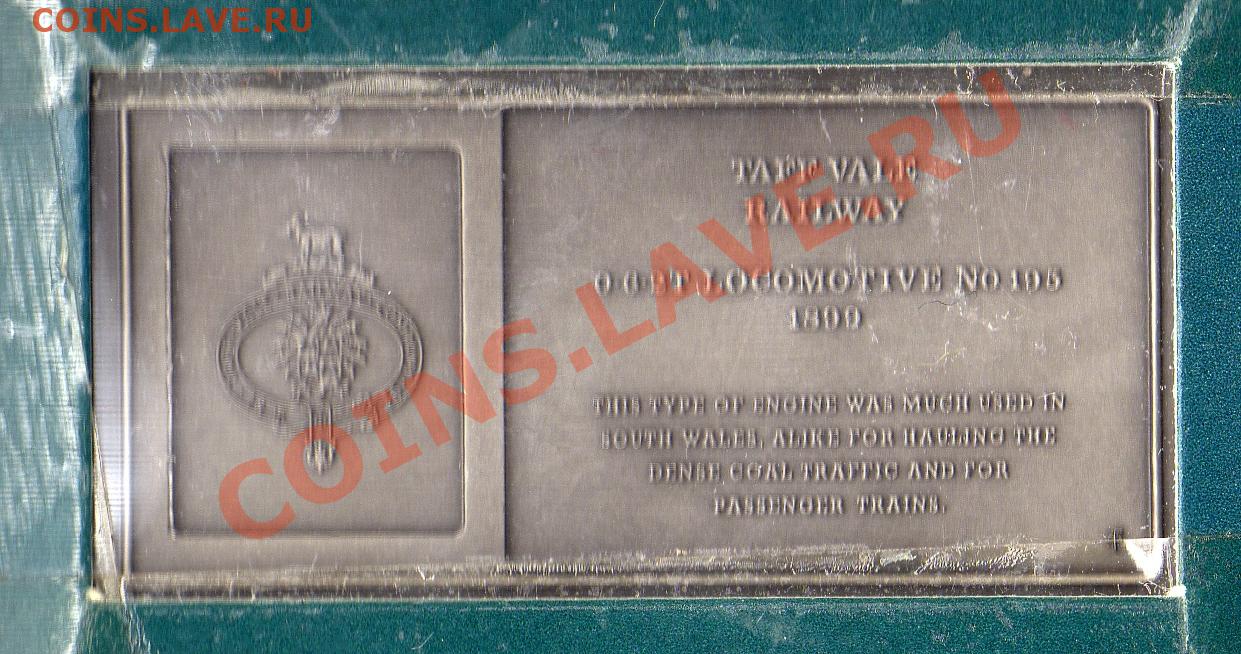 COINS.LAVE.RU
TAFF VALE
RAILWAY
0-6-2T LOCOMOTIVE No 195
1899
THIS TYPE OF ENGINE WAS MUCH USED IN
SOUTH WALES, ALIKE FOR HAULING THE
DENSE COAL TRAFFIC AND FOR
PASSENGER TRAINS.
COINS.LAVE.RU